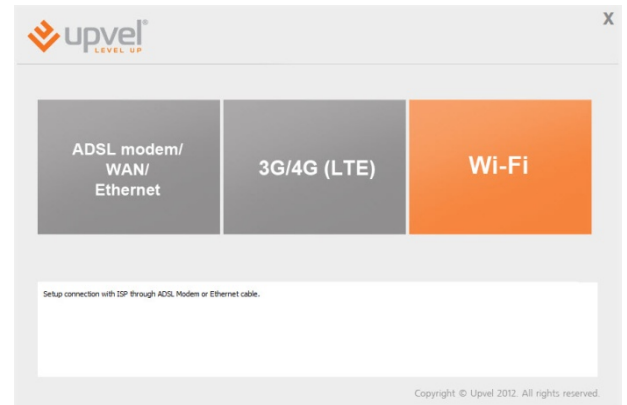 X
upvel®
LEVEL UP
ADSL modem/
WAN/
Ethernet
3G/4G (LTE)
Wi-Fi
Setup connection with ISP through ADSL Modem or Ethernet cable.
Copyright © Upvel 2012. All rights reserved.